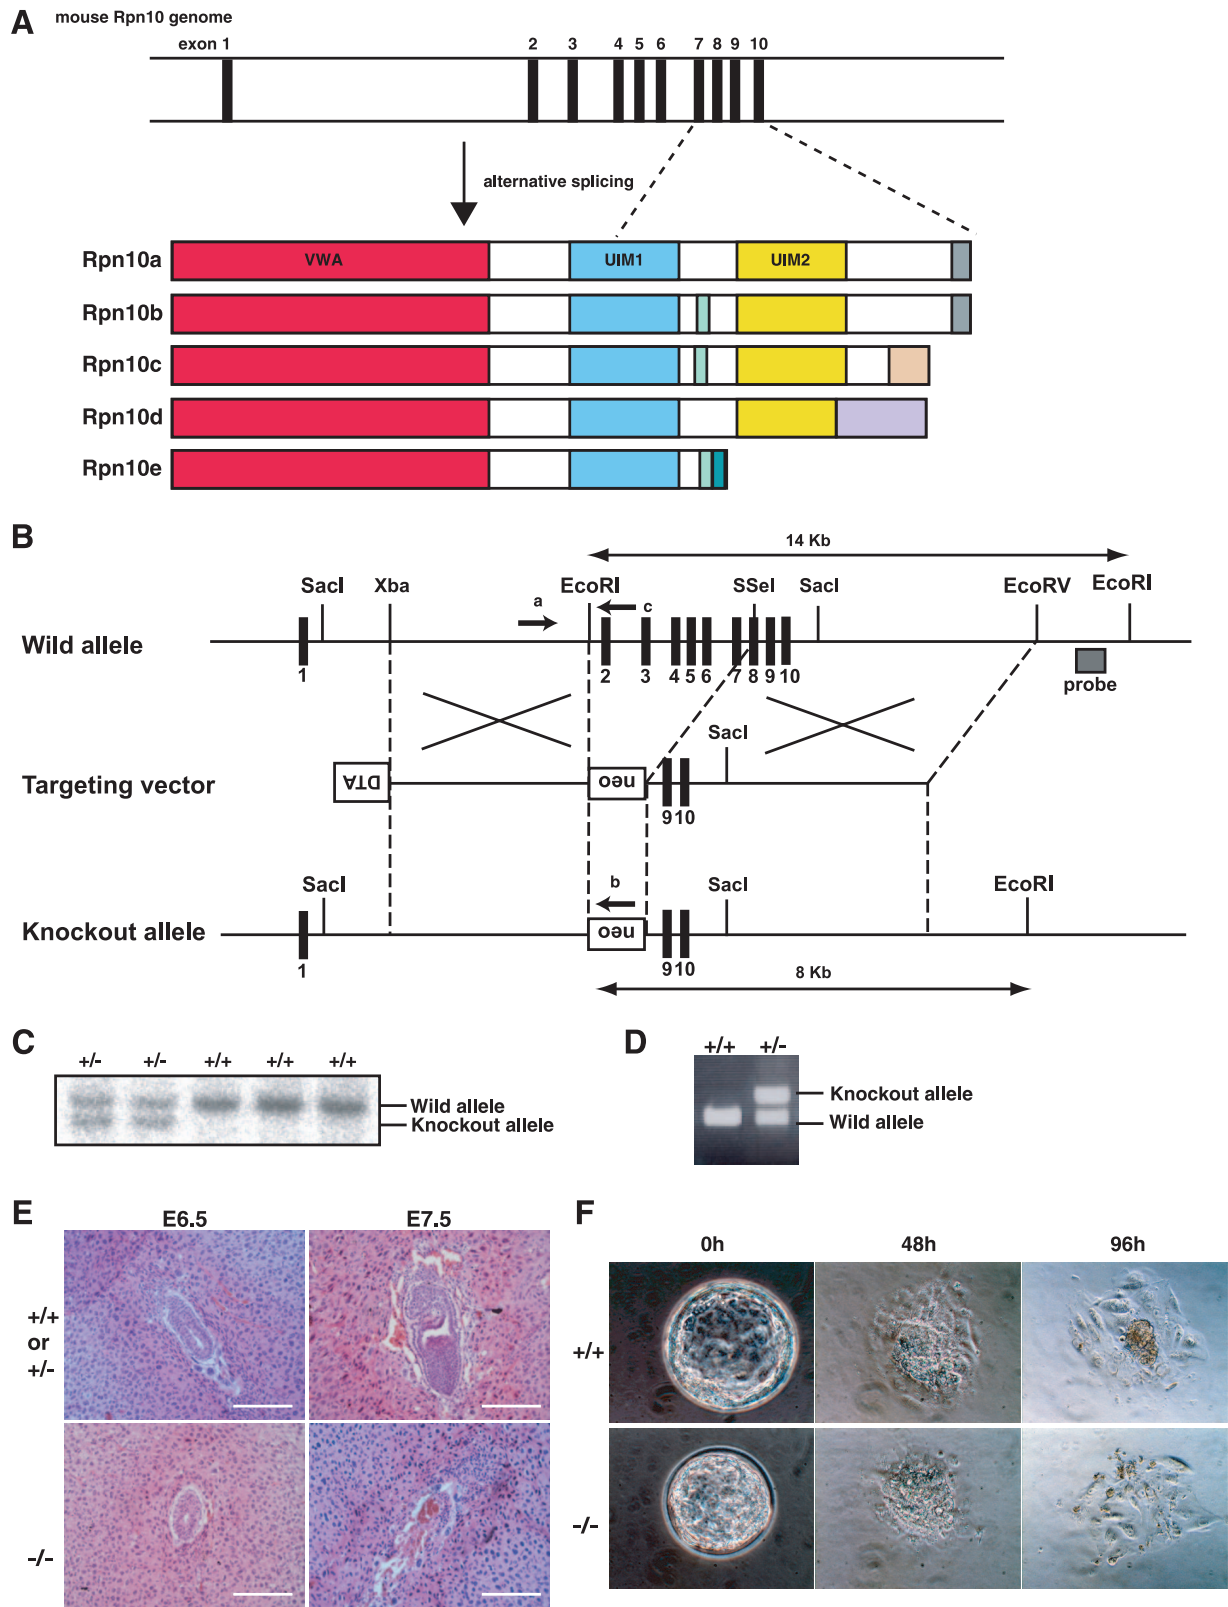 A
mouse Rpn10 genome
exon 1 2 3 4 5 6 7 8 9 10
alternative splicing
Rpn10a VWA UIM1 UIM2
Rpn10b
Rpn10c
Rpn10d
Rpn10e
B
14 Kb
SacI Xba EcoRI SSeI SacI EcoRV EcoRI
a c
Wild allele
1 2 3 4 5 6 7 8 9 10
probe
SacI
Targeting vector DTA neo
9 10
SacI b SacI EcoRI
Knockout allele neo
1 9 10
8 Kb
C
+/- +/- +/+ +/+ +/+
Wild allele
Knockout allele
D
+/+ +/-
Knockout allele
Wild allele
E
E6.5 E7.5
+/+
or
+/-
-/-
F
0h 48h 96h
+/+
-/-